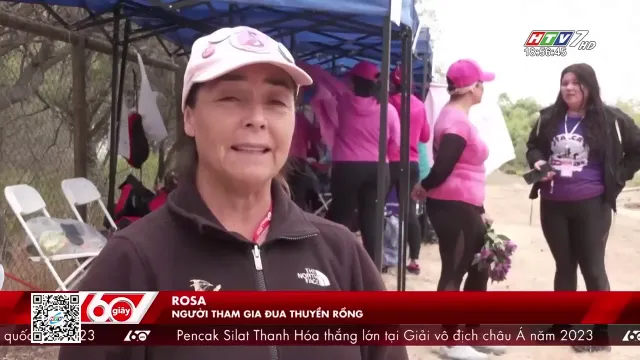 HTV7 HD
18:56:45
THE
NORTH
FACE
60 giây
ROSA
NGƯỜI THAM GIA ĐUA THUYỀN RỒNG
quốc
23
Pencak Silat Thanh Hóa thắng lớn tại Giải vô địch châu Á năm 2023